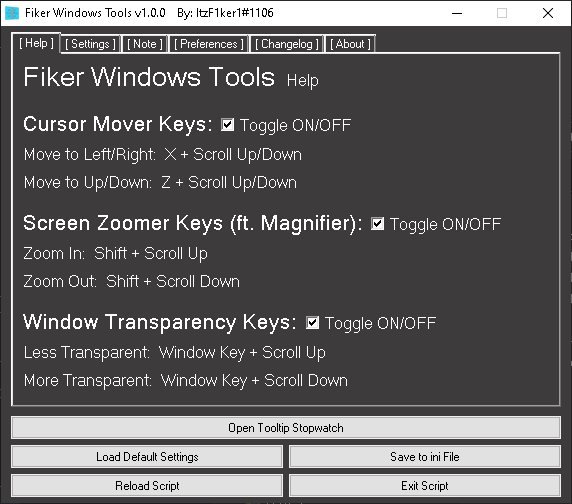 Fiker Windows Tools v1.0.0 By: ItzF1ker1#1106
[ Help ] [ Settings ] [ Note ] [ Preferences ] [ Changelog ] [ About ]
Fiker Windows Tools Help
Cursor Mover Keys: Toggle ON/OFF
Move to Left/Right: X + Scroll Up/Down
Move to Up/Down: Z + Scroll Up/Down
Screen Zoomer Keys (ft. Magnifier): Toggle ON/OFF
Zoom In: Shift + Scroll Up
Zoom Out: Shift + Scroll Down
Window Transparency Keys: Toggle ON/OFF
Less Transparent: Window Key + Scroll Up
More Transparent: Window Key + Scroll Down
Open Tooltip Stopwatch
Load Default Settings Save to ini File
Reload Script Exit Script